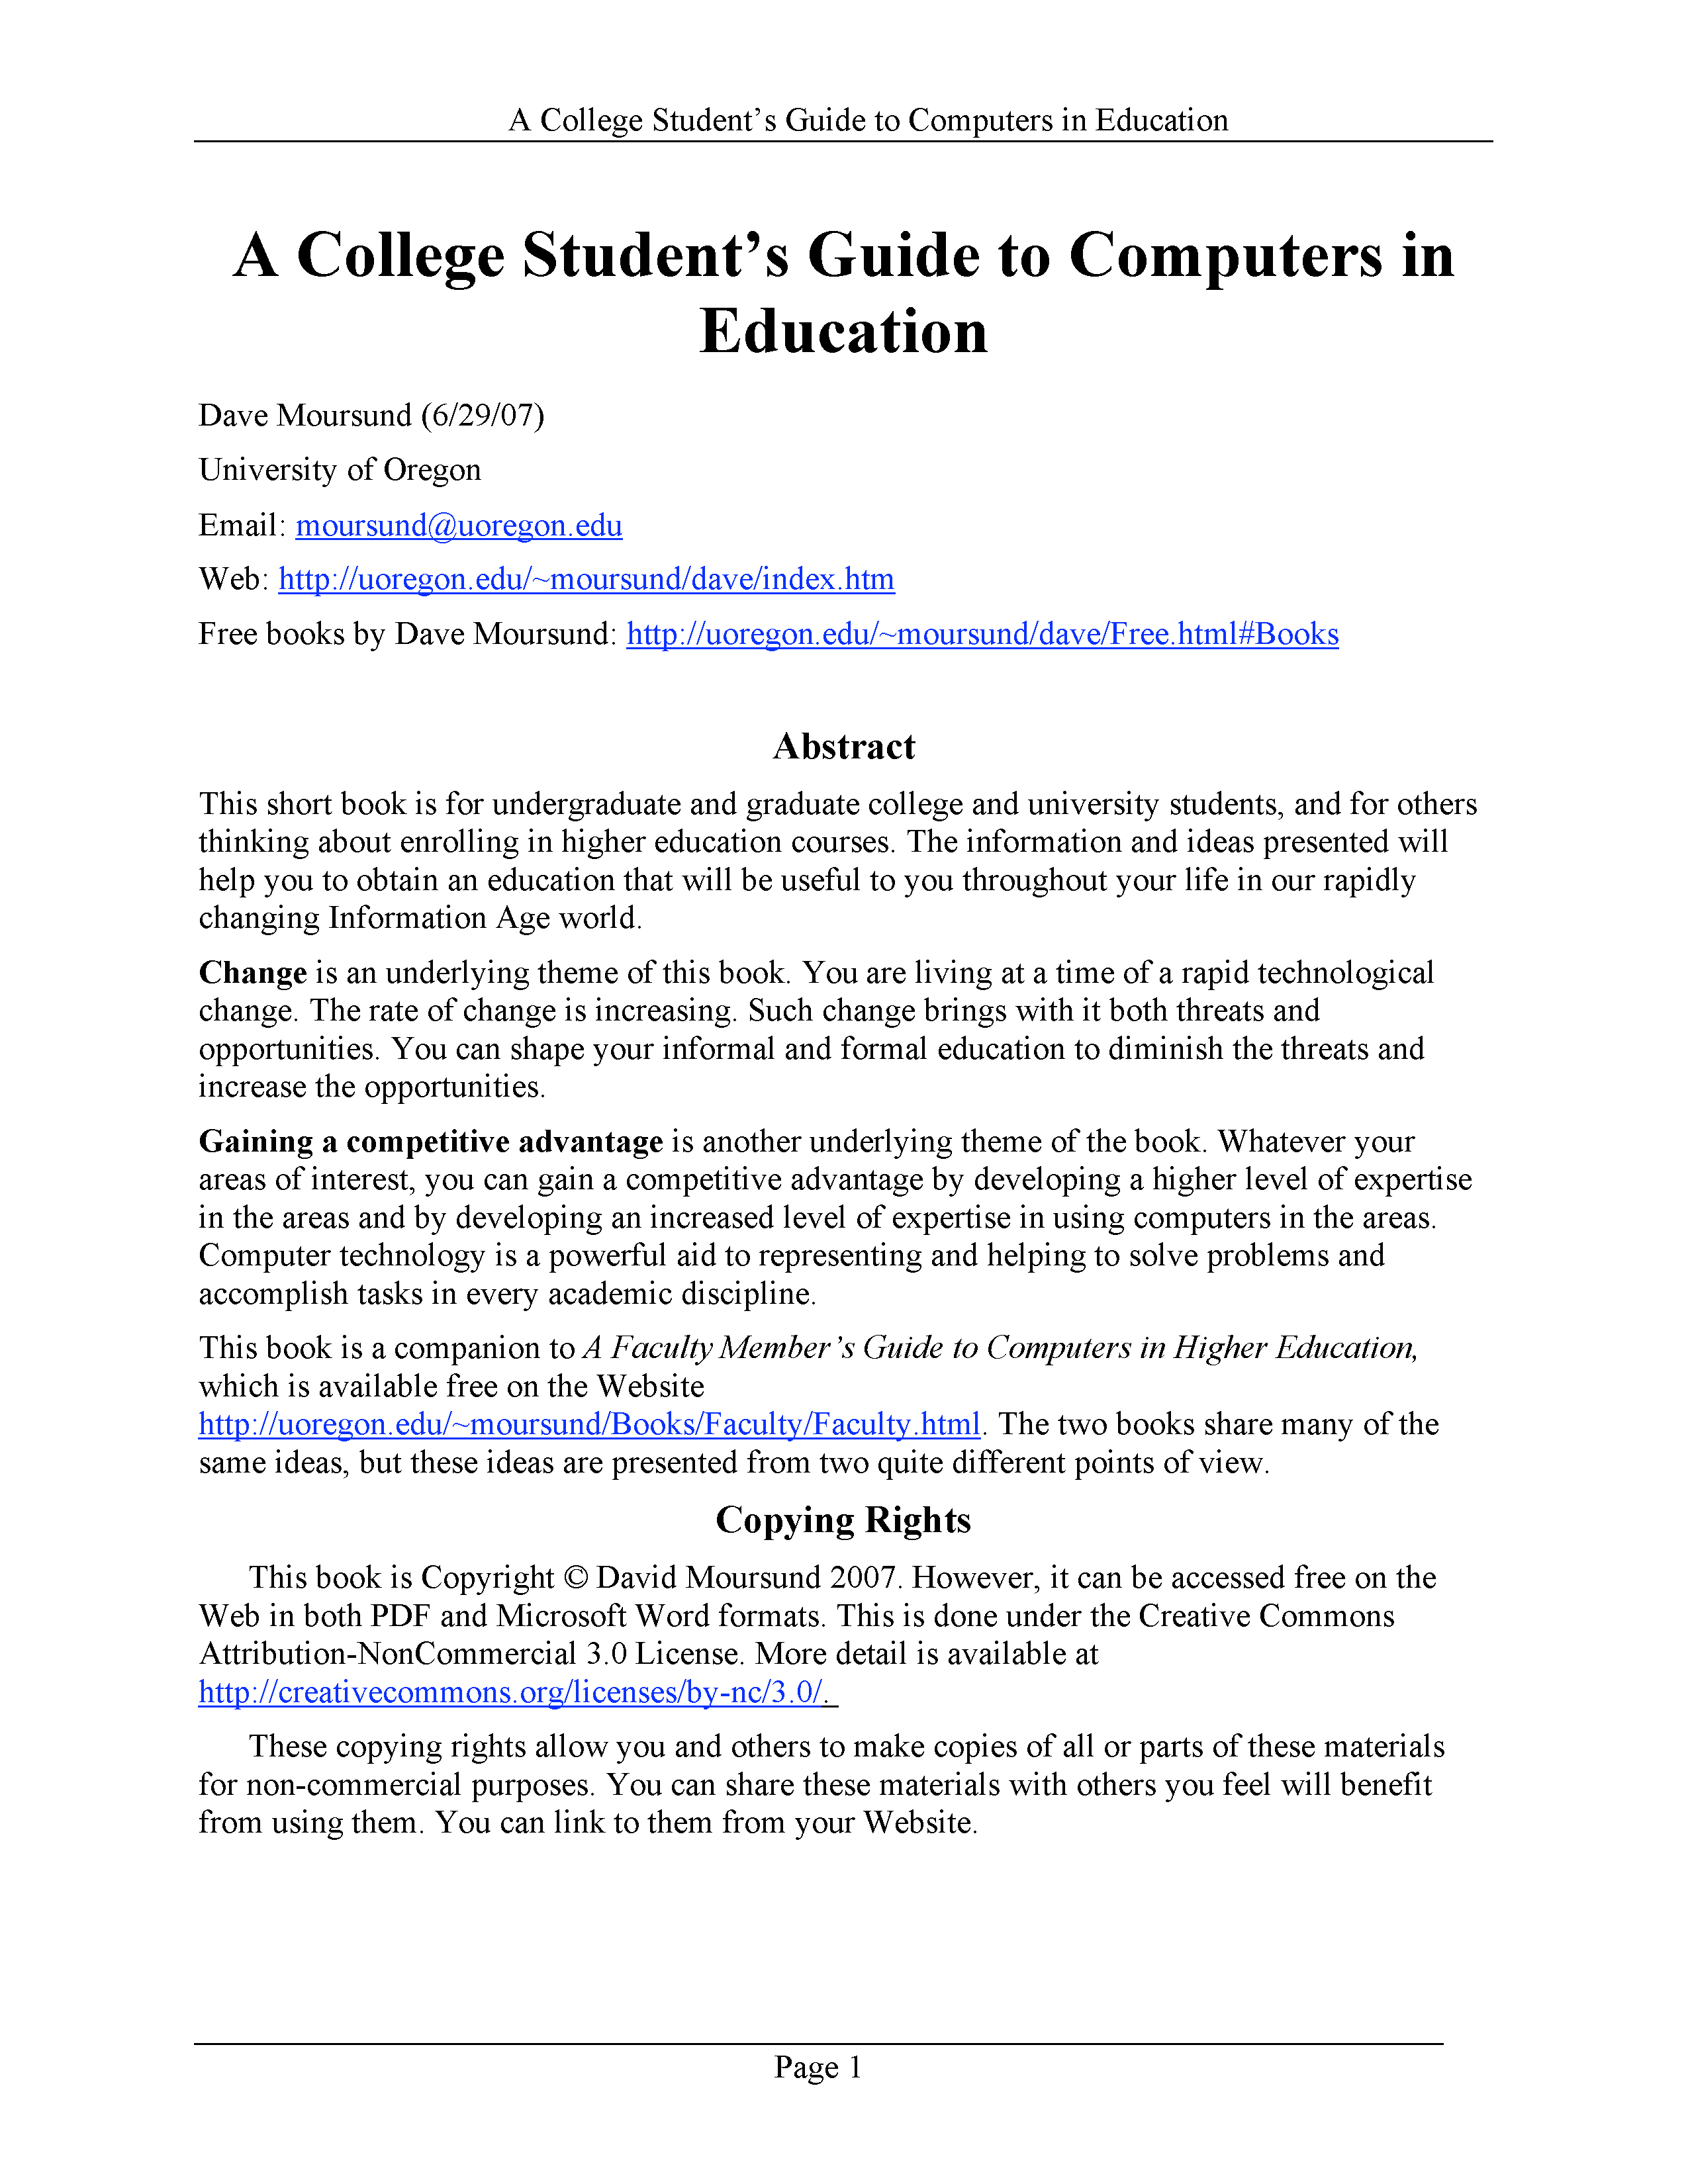 A College Student’s Guide to Computers in Education
A College Student’s Guide to Computers in
Education
Dave Moursund (6/29/07)
University of Oregon
Email: moursund@uoregon.edu
Web: http://uoregon.edu/~moursund/dave/index.htm
Free books by Dave Moursund: http://uoregon.edu/~moursund/dave/Free.html#Books
Abstract
This short book is for undergraduate and graduate college and university students, and for others
thinking about enrolling in higher education courses. The information and ideas presented will
help you to obtain an education that will be useful to you throughout your life in our rapidly
changing Information Age world.
Change is an underlying theme of this book. You are living at a time of a rapid technological
change. The rate of change is increasing. Such change brings with it both threats and
opportunities. You can shape your informal and formal education to diminish the threats and
increase the opportunities.
Gaining a competitive advantage is another underlying theme of the book. Whatever your
areas of interest, you can gain a competitive advantage by developing a higher level of expertise
in the areas and by developing an increased level of expertise in using computers in the areas.
Computer technology is a powerful aid to representing and helping to solve problems and
accomplish tasks in every academic discipline.
This book is a companion to A Faculty Member’s Guide to Computers in Higher Education,
which is available free on the Website
http://uoregon.edu/~moursund/Books/Faculty/Faculty.html. The two books share many of the
same ideas, but these ideas are presented from two quite different points of view.
Copying Rights
This book is Copyright © David Moursund 2007. However, it can be accessed free on the
Web in both PDF and Microsoft Word formats. This is done under the Creative Commons
Attribution-NonCommercial 3.0 License. More detail is available at
http://creativecommons.org/licenses/by-nc/3.0/.
These copying rights allow you and others to make copies of all or parts of these materials
for non-commercial purposes. You can share these materials with others you feel will benefit
from using them. You can link to them from your Website.
Page 1